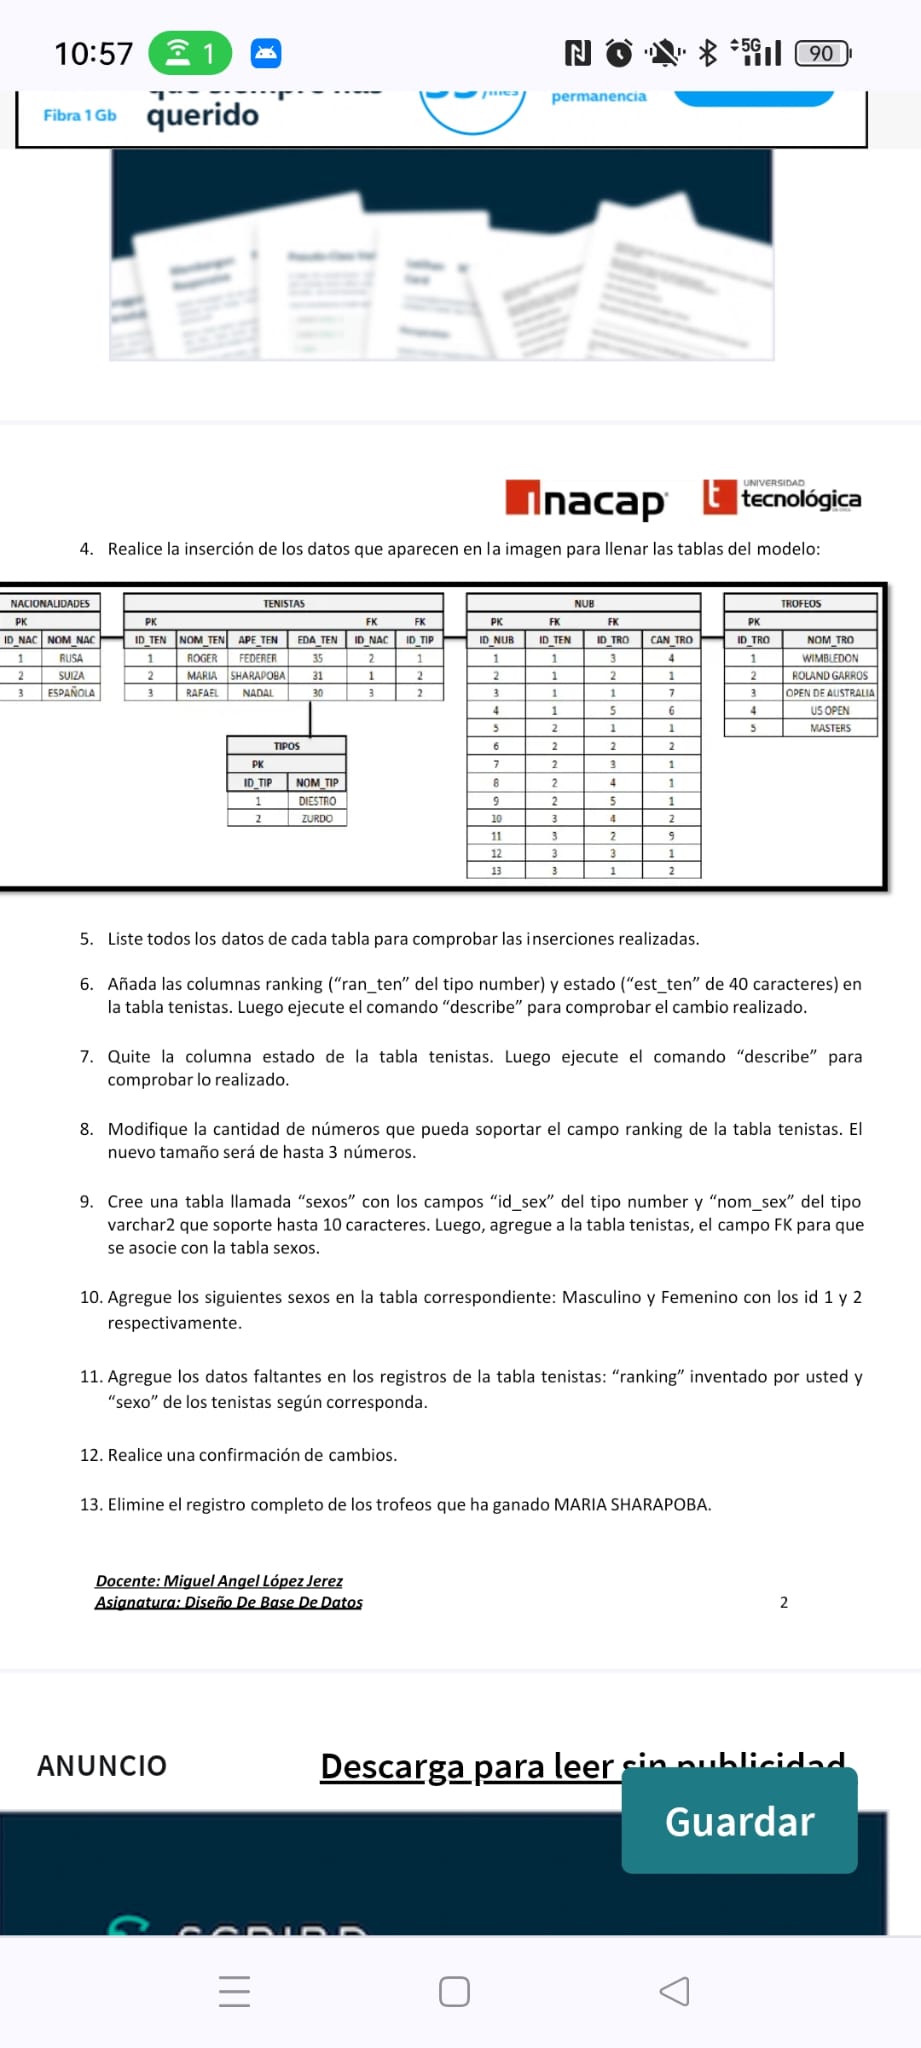 10:57 1 5G 90
Fibra 1 Gb querido /mes permanencia
inacap UNIVERSIDAD tecnológica
4. Realice la inserción de los datos que aparecen en la imagen para llenar las tablas del modelo:
NACIONALIDADES
PK
ID_NAC NOM_NAC
1 RUSA
2 SUIZA
3 ESPAÑOLA
TENISTAS
PK FK FK
ID_TEN NOM_TEN APE_TEN EDA_TEN ID_NAC ID_TIP
1 ROGER FEDERER 35 2 1
2 MARIA SHARAPOBA 31 1 2
3 RAFAEL NADAL 30 3 2
TIPOS
PK
ID_TIP NOM_TIP
1 DIESTRO
2 ZURDO
NUB
PK FK FK
ID_NUB ID_TEN ID_TRO CAN_TRO
1 1 3 4
2 1 2 1
3 1 1 7
4 1 5 6
5 2 1 1
6 2 2 2
7 2 3 1
8 2 4 1
9 2 5 1
10 3 4 2
11 3 2 9
12 3 3 1
13 3 1 2
TROFEOS
PK
ID_TRO NOM_TRO
1 WIMBLEDON
2 ROLAND GARROS
3 OPEN DE AUSTRALIA
4 US OPEN
5 MASTERS
5. Liste todos los datos de cada tabla para comprobar las inserciones realizadas.
6. Añada las columnas ranking (“ran_ten” del tipo number) y estado (“est_ten” de 40 caracteres) en
la tabla tenistas. Luego ejecute el comando “describe” para comprobar el cambio realizado.
7. Quite la columna estado de la tabla tenistas. Luego ejecute el comando “describe” para
comprobar lo realizado.
8. Modifique la cantidad de números que pueda soportar el campo ranking de la tabla tenistas. El
nuevo tamaño será de hasta 3 números.
9. Cree una tabla llamada “sexos” con los campos “id_sex” del tipo number y “nom_sex” del tipo
varchar2 que soporte hasta 10 caracteres. Luego, agregue a la tabla tenistas, el campo FK para que
se asocie con la tabla sexos.
10. Agregue los siguientes sexos en la tabla correspondiente: Masculino y Femenino con los id 1 y 2
respectivamente.
11. Agregue los datos faltantes en los registros de la tabla tenistas: “ranking” inventado por usted y
“sexo” de los tenistas según corresponda.
12. Realice una confirmación de cambios.
13. Elimine el registro completo de los trofeos que ha ganado MARIA SHARAPOBA.
Docente: Miguel Angel López Jerez
Asignatura: Diseño De Base De Datos
2
ANUNCIO Descarga para leer sin publicidad
Guardar
SCRIBD